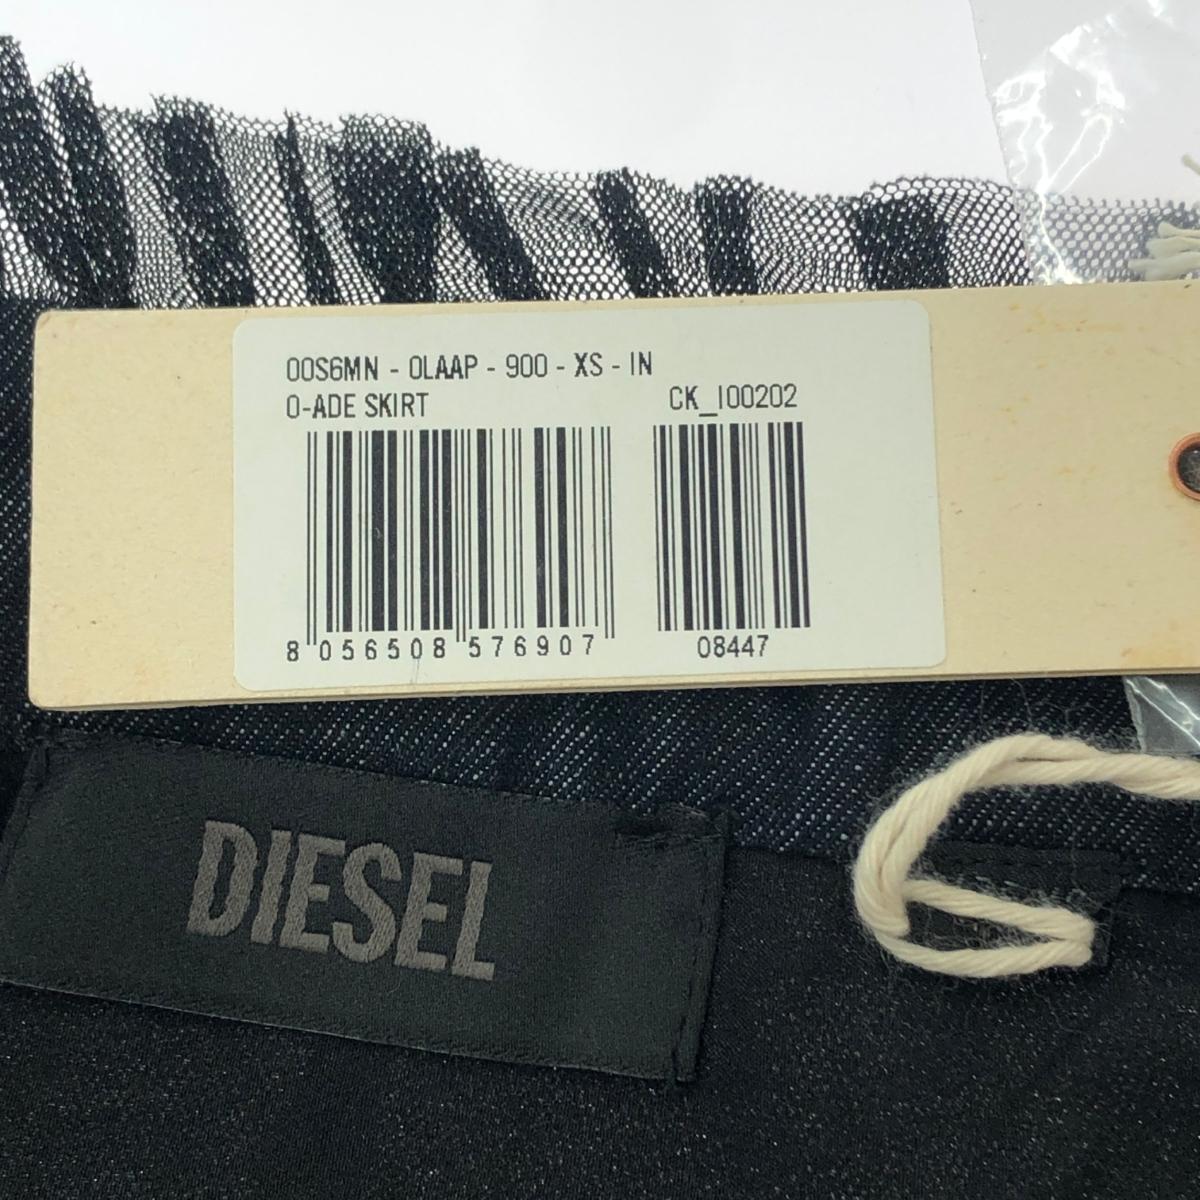 00S6MN - 0LAAP - 900 - XS - IN
O-ADE SKIRT CK_I00202
8 056508 576907 08447
DIESEL